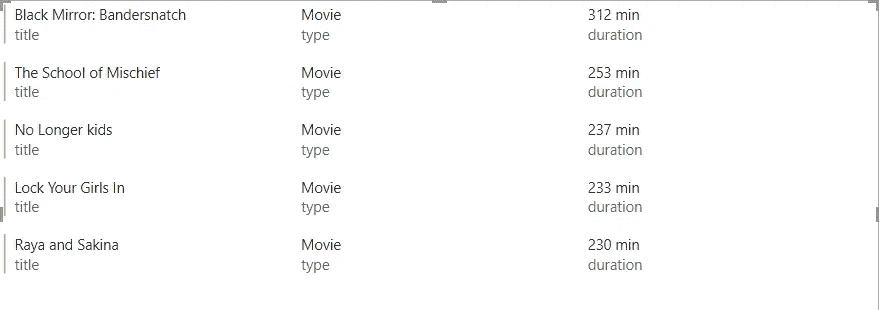 Black Mirror: Bandersnatch Movie 312 min
title type duration
The School of Mischief Movie 253 min
title type duration
No Longer kids Movie 237 min
title type duration
Lock Your Girls In Movie 233 min
title type duration
Raya and Sakina Movie 230 min
title type duration